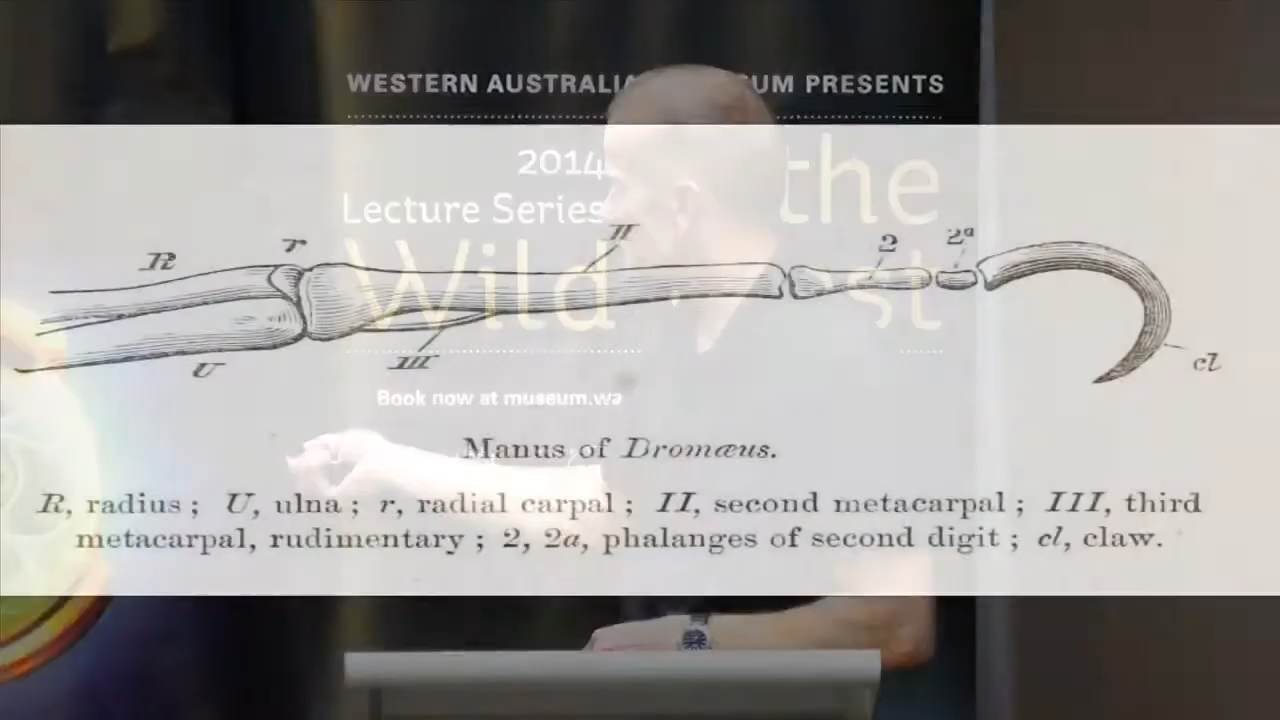 WESTERN AUSTRALIA UM PRESENTS
2014
the
Lecture Series
Wild st
R
r
II
2
2a
III
U
cl
Book now at museum.wa
Manus of Dromæus.
R, radius ; U, ulna ; r, radial carpal ; II, second metacarpal ; III, third
metacarpal, rudimentary ; 2, 2a, phalanges of second digit ; cl, claw.